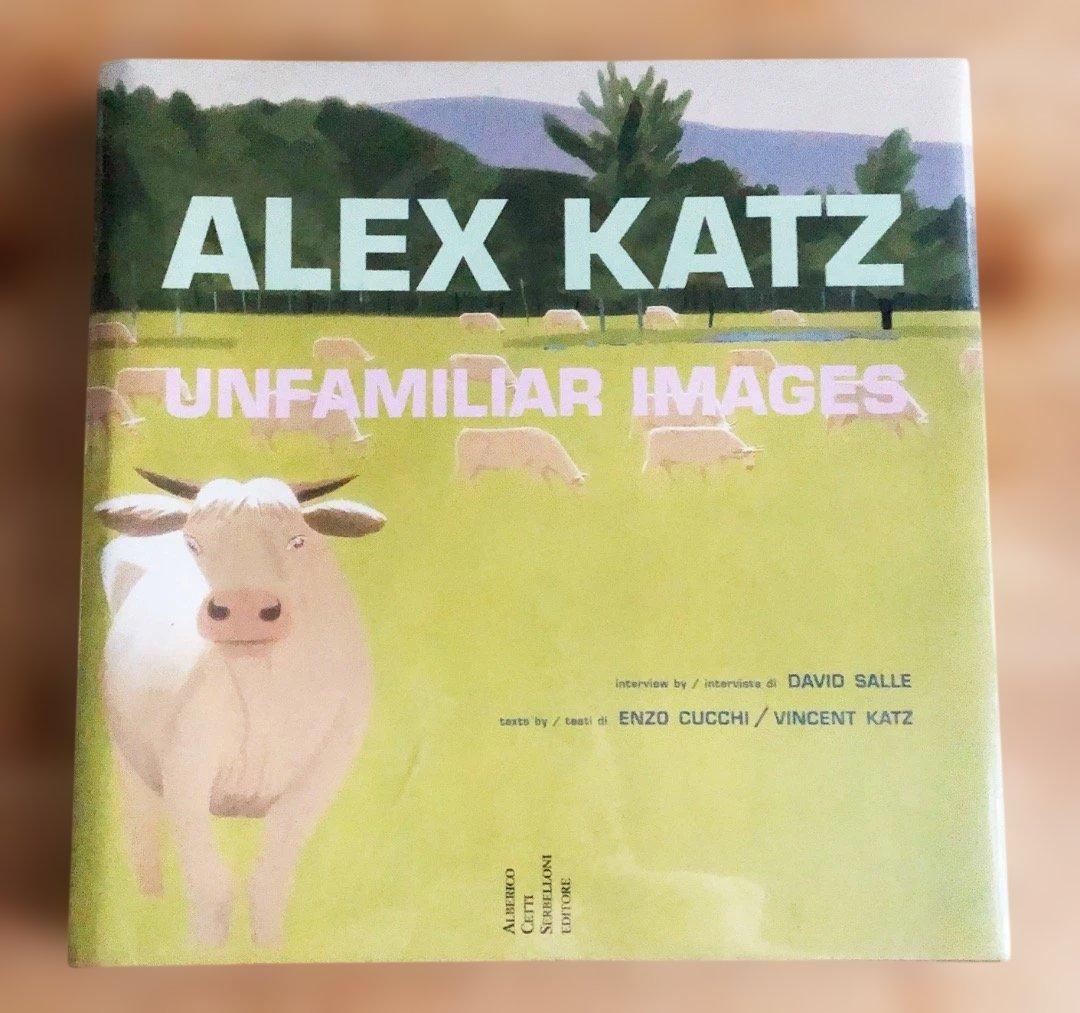 ALEX KATZ
UNFAMILIAR IMAGES
interview by / intervista di DAVID SALLE
texts by / testi di ENZO CUCCHI / VINCENT KATZ
ALBERICO
CETTI
SERBELLONI
EDITORE